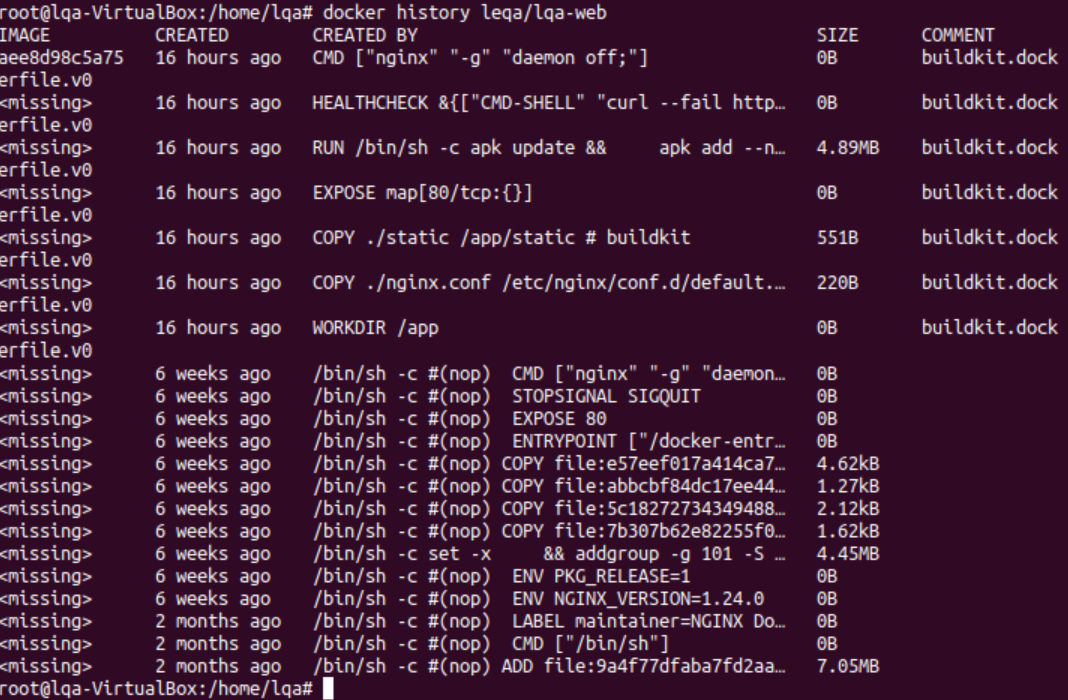 root@lqa-VirtualBox:/home/lqa# docker history leqa/lqa-web
IMAGE CREATED CREATED BY SIZE COMMENT
aee8d98c5a75 16 hours ago CMD ["nginx" "-g" "daemon off;"] 0B buildkit.dock
erfile.v0
<missing> 16 hours ago HEALTHCHECK &{["CMD-SHELL" "curl --fail http… 0B buildkit.dock
erfile.v0
<missing> 16 hours ago RUN /bin/sh -c apk update && apk add --n… 4.89MB buildkit.dock
erfile.v0
<missing> 16 hours ago EXPOSE map[80/tcp:{}] 0B buildkit.dock
erfile.v0
<missing> 16 hours ago COPY ./static /app/static # buildkit 551B buildkit.dock
erfile.v0
<missing> 16 hours ago COPY ./nginx.conf /etc/nginx/conf.d/default.… 220B buildkit.dock
erfile.v0
<missing> 16 hours ago WORKDIR /app 0B buildkit.dock
erfile.v0
<missing> 6 weeks ago /bin/sh -c #(nop) CMD ["nginx" "-g" "daemon… 0B
<missing> 6 weeks ago /bin/sh -c #(nop) STOPSIGNAL SIGQUIT 0B
<missing> 6 weeks ago /bin/sh -c #(nop) EXPOSE 80 0B
<missing> 6 weeks ago /bin/sh -c #(nop) ENTRYPOINT ["/docker-entr… 0B
<missing> 6 weeks ago /bin/sh -c #(nop) COPY file:e57eef017a414ca7… 4.62kB
<missing> 6 weeks ago /bin/sh -c #(nop) COPY file:abbcbf84dc17ee44… 1.27kB
<missing> 6 weeks ago /bin/sh -c #(nop) COPY file:5c18272734349488… 2.12kB
<missing> 6 weeks ago /bin/sh -c #(nop) COPY file:7b307b62e82255f0… 1.62kB
<missing> 6 weeks ago /bin/sh -c set -x && addgroup -g 101 -S … 4.45MB
<missing> 6 weeks ago /bin/sh -c #(nop) ENV PKG_RELEASE=1 0B
<missing> 6 weeks ago /bin/sh -c #(nop) ENV NGINX_VERSION=1.24.0 0B
<missing> 2 months ago /bin/sh -c #(nop) LABEL maintainer=NGINX Do… 0B
<missing> 2 months ago /bin/sh -c #(nop) CMD ["/bin/sh"] 0B
<missing> 2 months ago /bin/sh -c #(nop) ADD file:9a4f77dfaba7fd2aa… 7.05MB
root@lqa-VirtualBox:/home/lqa#